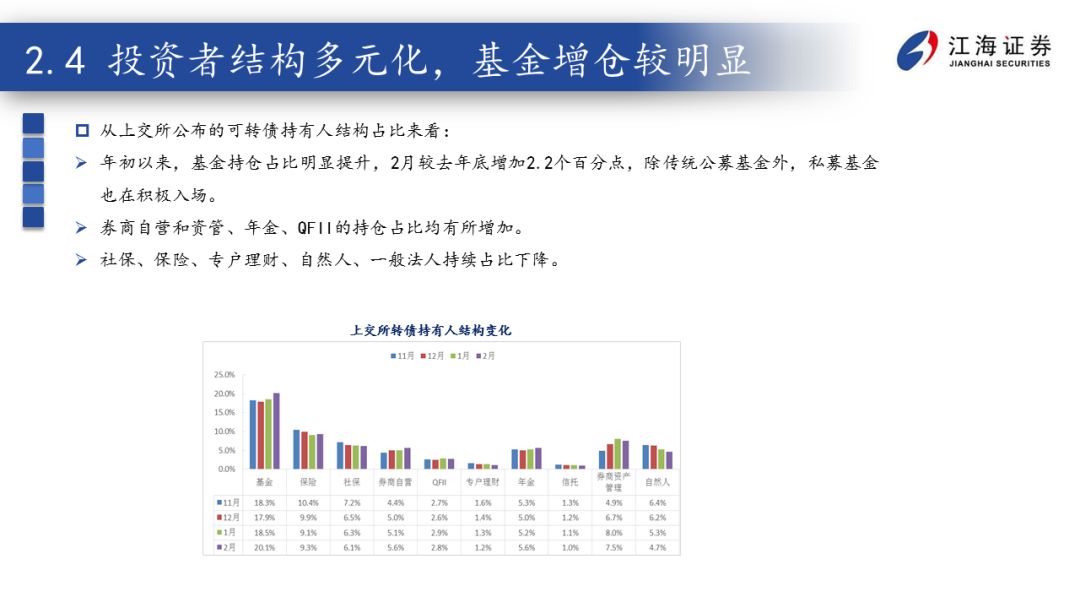 2.4 投资者结构多元化，基金增仓较明显
江海证券
JIANGHAI SECURITIES
从上交所公布的可转债持有人结构占比来看：
年初以来，基金持仓占比明显提升，2月较去年底增加2.2个百分点，除传统公募基金外，私募基金
也在积极入场。
券商自营和资管、年金、QFII的持仓占比均有所增加。
社保、保险、专户理财、自然人、一般法人持续占比下降。
上交所转债持有人结构变化
11月 12月 1月 2月
25.0%
20.0%
15.0%
10.0%
5.0%
0.0%
基金 保险 社保 券商自营 QFII 专户理财 年金 信托 券商资产管理 自然人
11月 18.3% 10.4% 7.2% 4.4% 2.7% 1.6% 5.3% 1.3% 4.9% 6.4%
12月 17.9% 9.9% 6.5% 5.0% 2.6% 1.4% 5.0% 1.2% 6.7% 6.2%
1月 18.5% 9.1% 6.3% 5.1% 2.9% 1.3% 5.2% 1.1% 8.0% 5.3%
2月 20.1% 9.3% 6.1% 5.6% 2.8% 1.2% 5.6% 1.0% 7.5% 4.7%